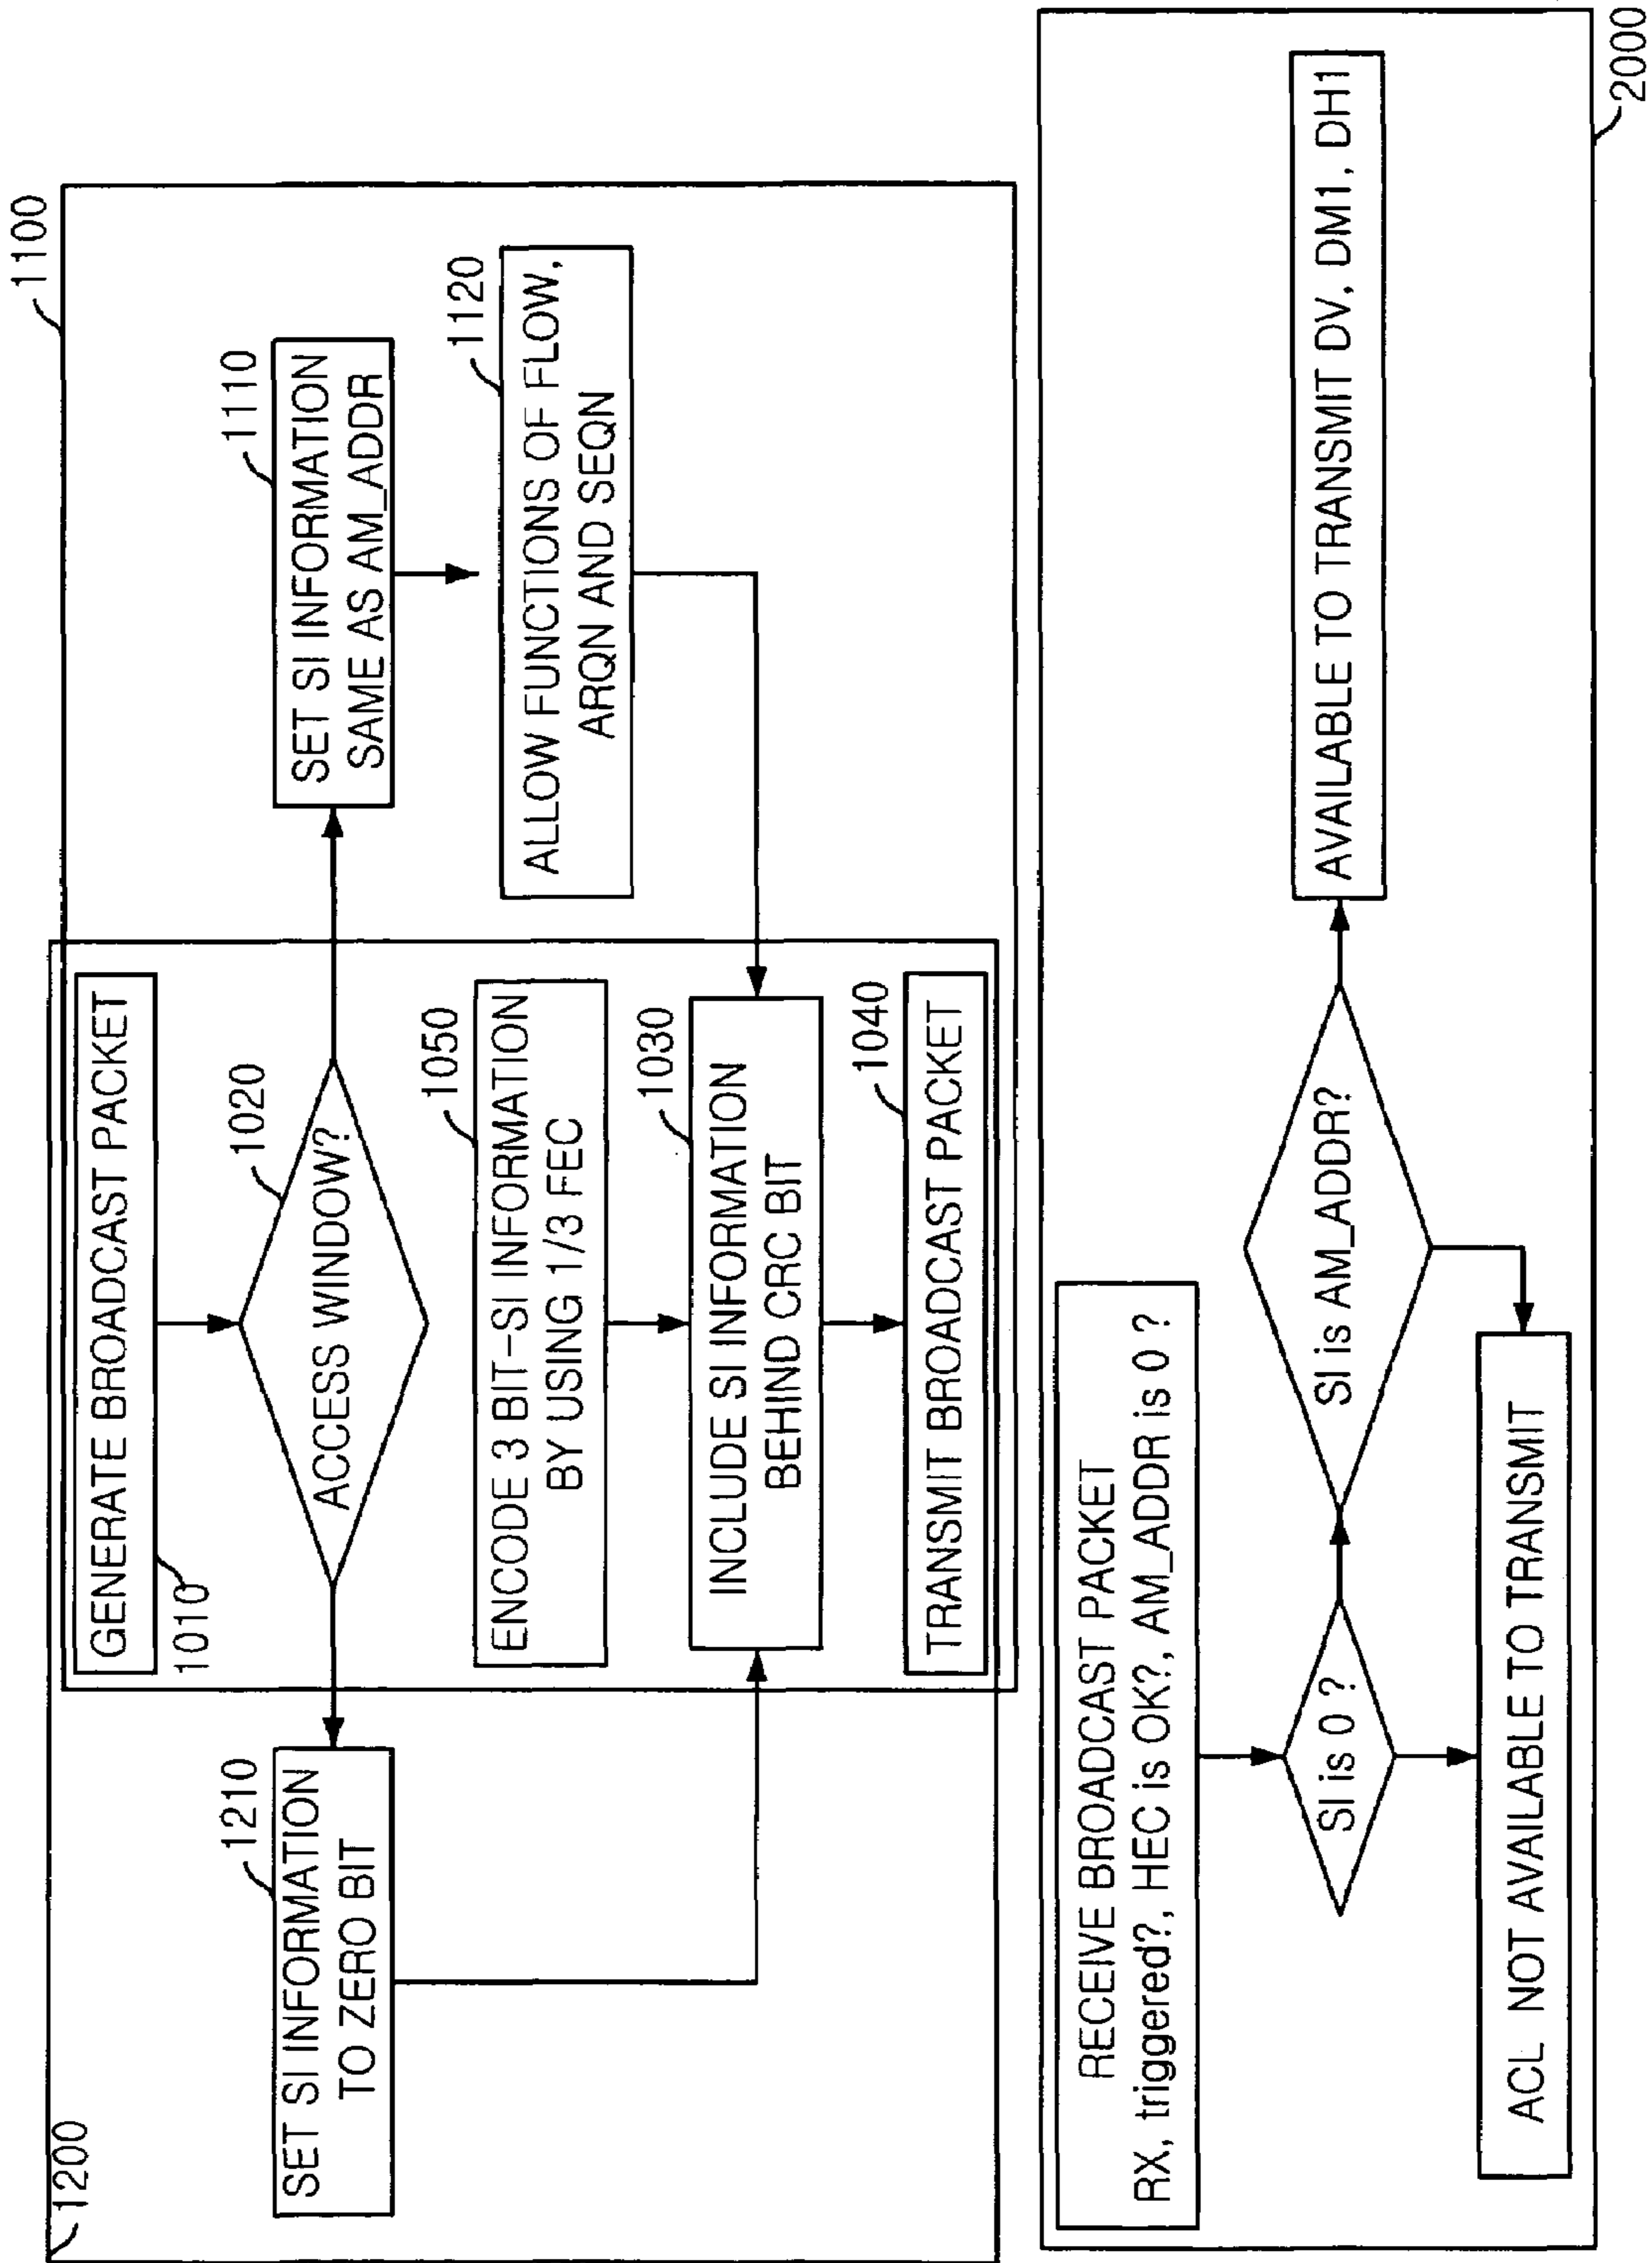 1200
1100
GENERATE BROADCAST PACKET
1010
ACCESS WINDOW?
1020
SET SI INFORMATION
TO ZERO BIT
1210
SET SI INFORMATION
SAME AS AM_ADDR
1110
ENCODE 3 BIT-SI INFORMATION
BY USING 1/3 FEC
1050
ALLOW FUNCTIONS OF FLOW,
ARQN AND SEQN
1120
INCLUDE SI INFORMATION
BEHIND CRC BIT
1030
TRANSMIT BROADCAST PACKET
1040
RECEIVE BROADCAST PACKET
RX, triggered?, HEC is OK?, AM_ADDR is 0 ?
SI is 0 ?
SI is AM_ADDR?
AVAILABLE TO TRANSMIT DV, DM1, DH1
ACL NOT AVAILABLE TO TRANSMIT
2000